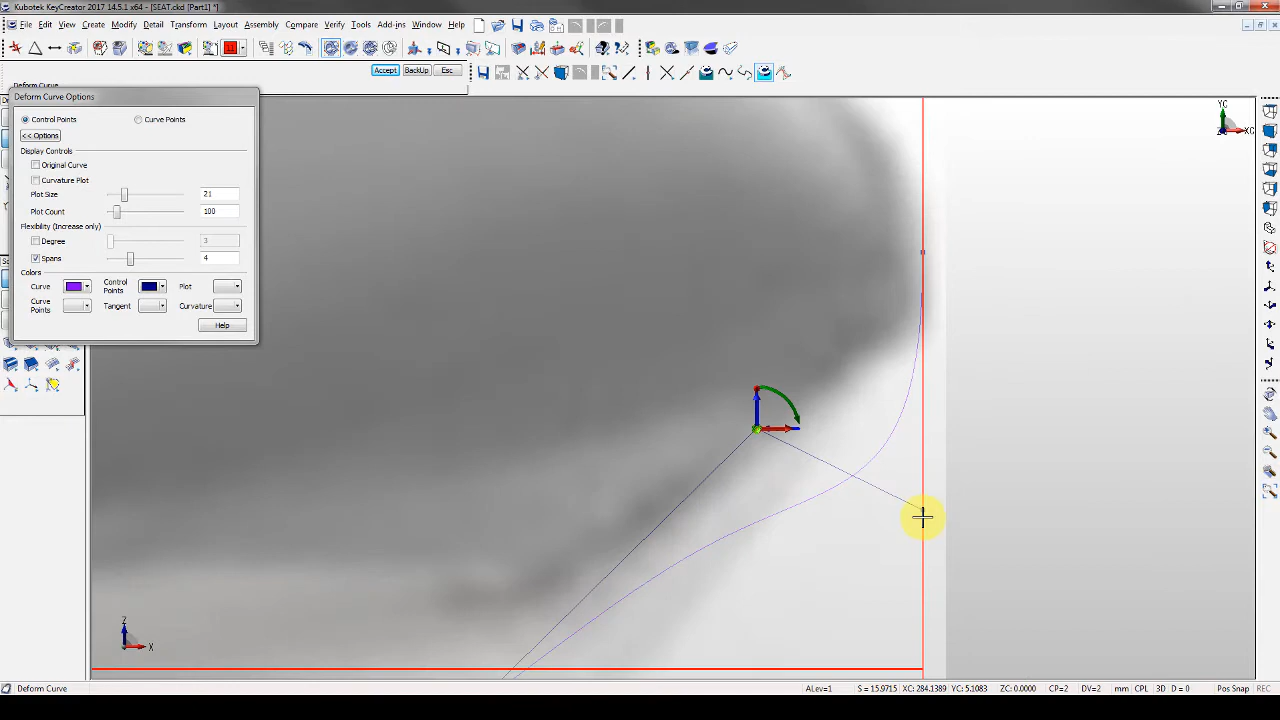 Kubotek KeyCreator 2017 14.5.1 x64 - [SEAT.ckd (Part1) *]
File Edit View Create Modify Detail Transform Layout Assembly Compare Verify Tools Add-ins Window Help
Accept BackUp Esc
Deform Curve
Deform Curve Options
Control Points Curve Points
<< Options
Display Controls
Original Curve
Curvature Plot
Plot Size 21
Plot Count 100
Flexibility (Increase only)
Degree 3
Spans 4
Colors
Curve Control Points Plot
Curve Points Tangent Curvature
Help
YC
XC
Z
X
Deform Curve ALev=1 S = 15.9715 XC: 284.1389 YC: 5.1083 ZC: 0.0000 CP=2 DV=2 mm CPL 3D D = 0 Pos Snap REC